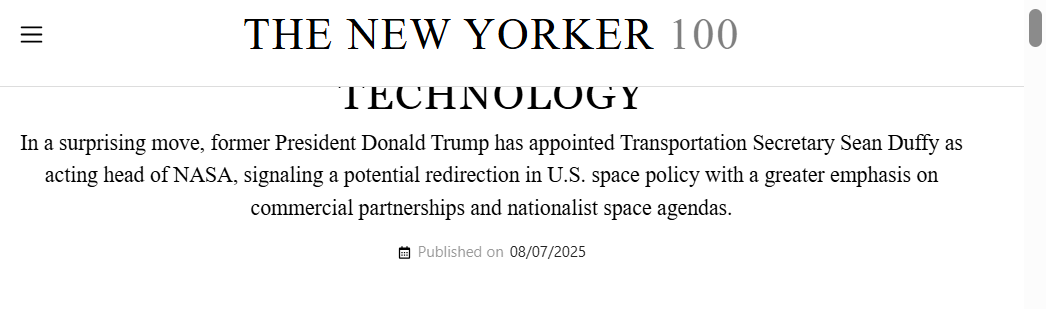 THE NEW YORKER 100
TECHNOLOGY
In a surprising move, former President Donald Trump has appointed Transportation Secretary Sean Duffy as
acting head of NASA, signaling a potential redirection in U.S. space policy with a greater emphasis on
commercial partnerships and nationalist space agendas.
Published on 08/07/2025